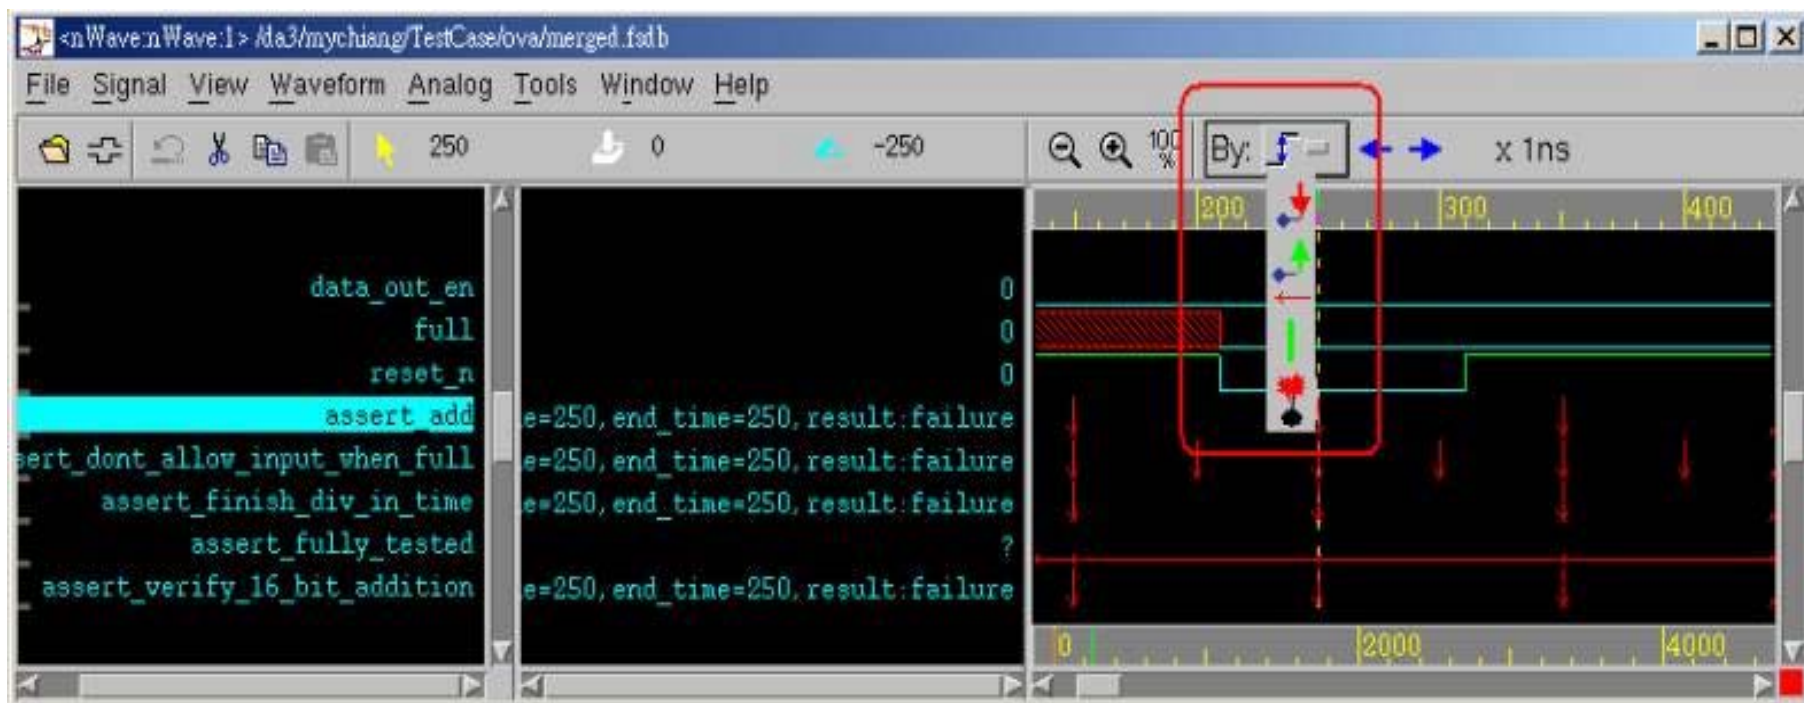 <nWave:nWave:1> /da3/mychiang/TestCase/ova/merged.fsdb
File Signal View Waveform Analog Tools Window Help
250 0 -250 100% By: x 1ns
200 300 400
data_out_en 0
full 0
reset_n 0
assert_add e=250,end_time=250,result:failure
sert_dont_allow_input_when_full e=250,end_time=250,result:failure
assert_finish_div_in_time e=250,end_time=250,result:failure
assert_fully_tested ?
assert_verify_16_bit_addition e=250,end_time=250,result:failure
0 2000 4000